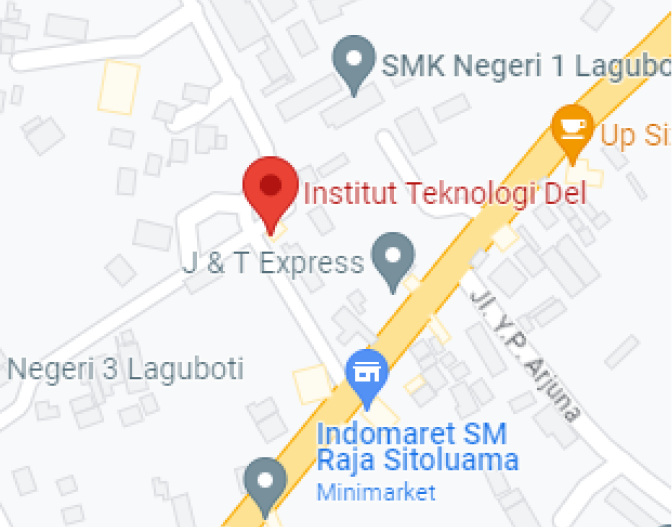 SMK Negeri 1 Lagubo
Up Si
Institut Teknologi Del
J & T Express
Jl. Y.P. Arjuna
Negeri 3 Laguboti
Indomaret SM
Raja Sitoluama
Minimarket